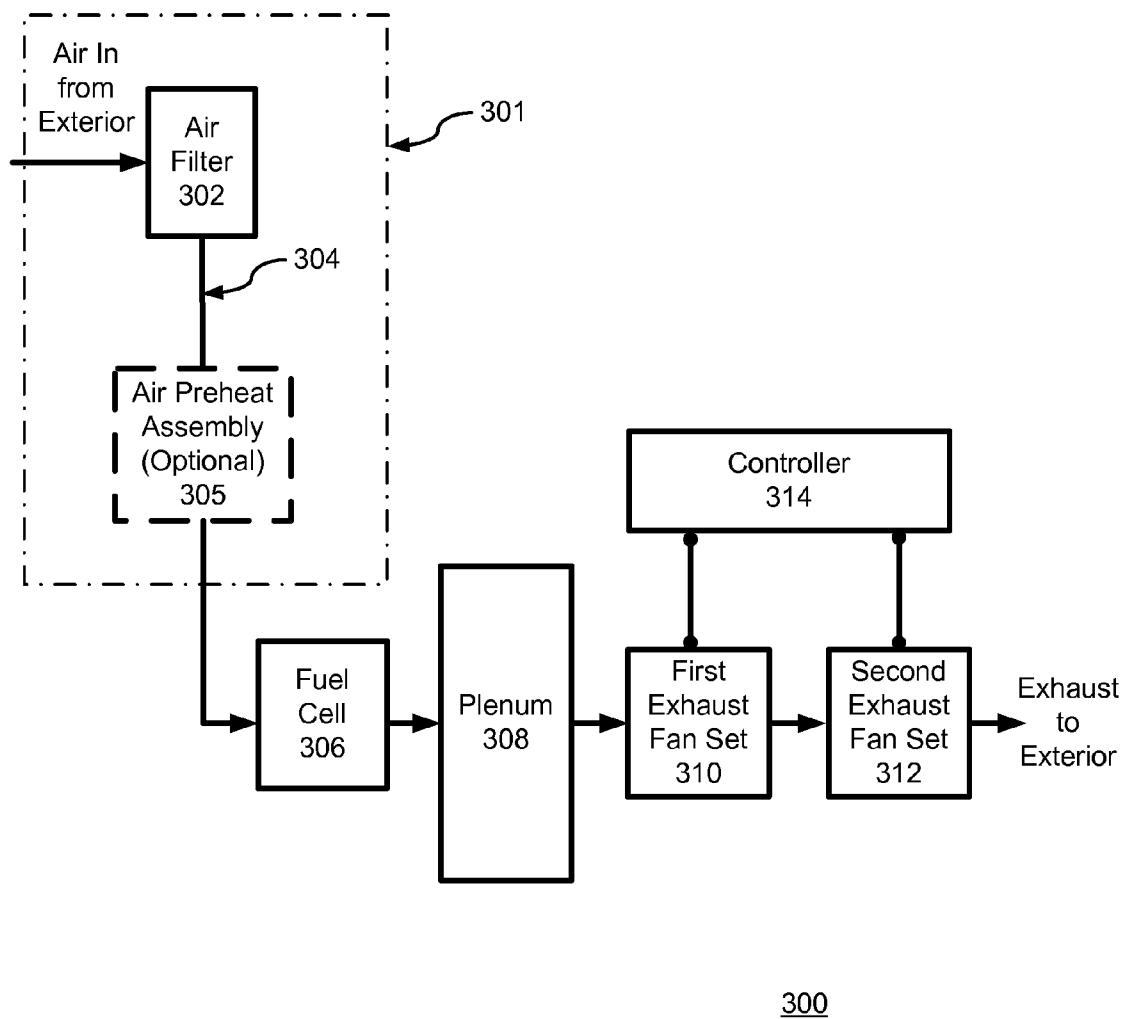 Air In
from
Exterior
Air
Filter
302
301
304
Air Preheat
Assembly
(Optional)
305
Controller
314
Fuel
Cell
306
Plenum
308
First
Exhaust
Fan Set
310
Second
Exhaust
Fan Set
312
Exhaust
to
Exterior
300